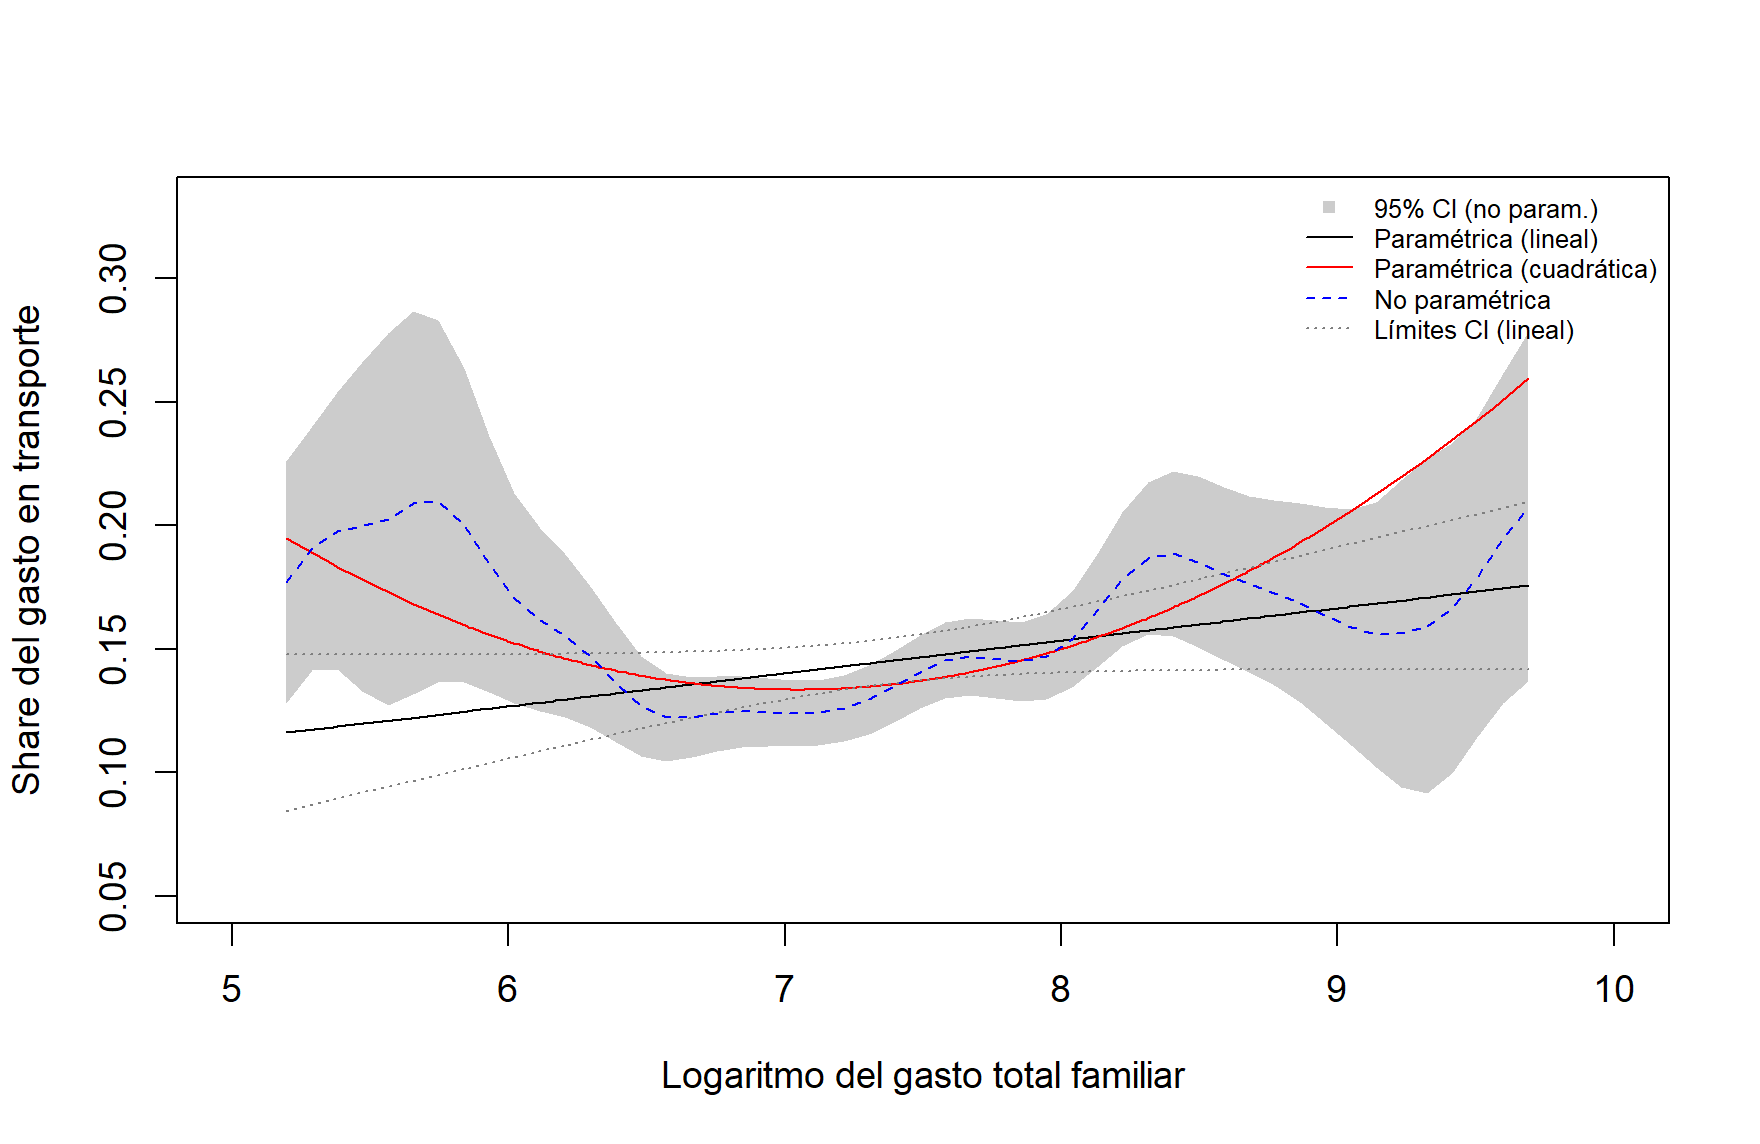 95% CI (no param.)
Paramétrica (lineal)
Paramétrica (cuadrática)
No paramétrica
Límites CI (lineal)
Share del gasto en transporte
0.30
0.25
0.20
0.15
0.10
0.05
5 6 7 8 9 10
Logaritmo del gasto total familiar